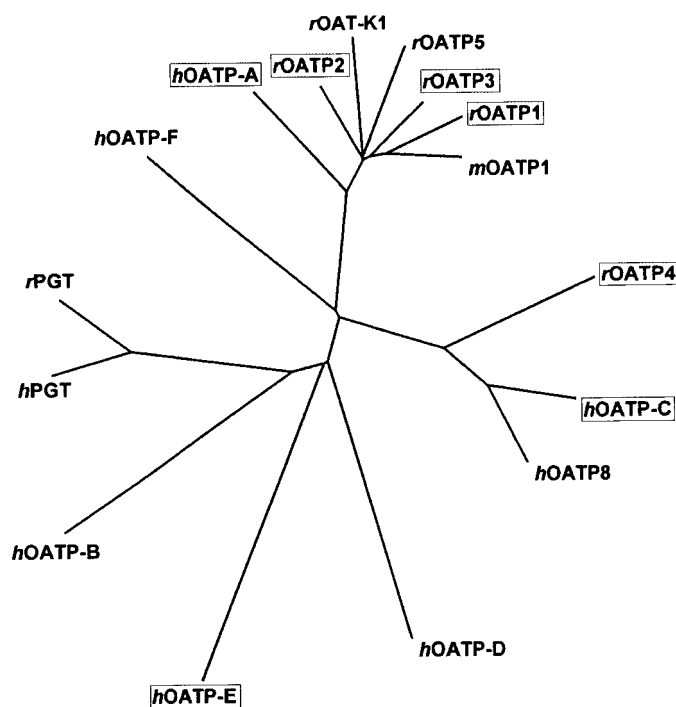 rOAT-K1
rOATP5
rOATP2
hOATP-A
rOATP3
rOATP1
hOATP-F
mOATP1
rPGT
rOATP4
hPGT
hOATP-C
hOATP8
hOATP-B
hOATP-D
hOATP-E